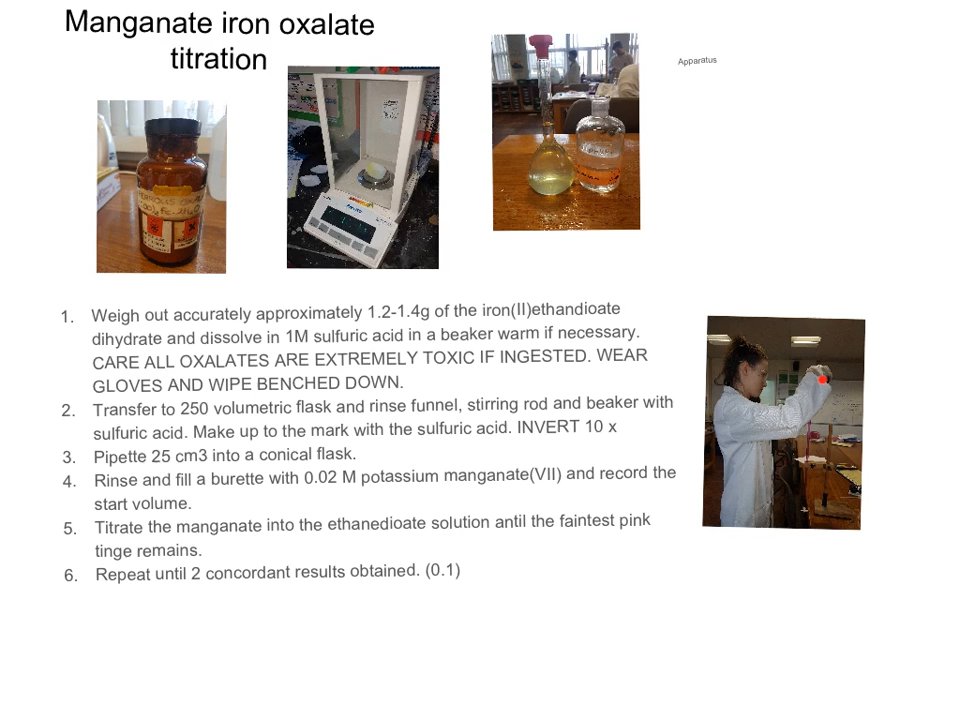 Manganate iron oxalate
titration
Apparatus
1. Weigh out accurately approximately 1.2-1.4g of the iron(II)ethandioate
dihydrate and dissolve in 1M sulfuric acid in a beaker warm if necessary.
CARE ALL OXALATES ARE EXTREMELY TOXIC IF INGESTED. WEAR
GLOVES AND WIPE BENCHED DOWN.
2. Transfer to 250 volumetric flask and rinse funnel, stirring rod and beaker with
sulfuric acid. Make up to the mark with the sulfuric acid. INVERT 10 x
3. Pipette 25 cm3 into a conical flask.
4. Rinse and fill a burette with 0.02 M potassium manganate(VII) and record the
start volume.
5. Titrate the manganate into the ethanedioate solution antil the faintest pink
tinge remains.
6. Repeat until 2 concordant results obtained. (0.1)